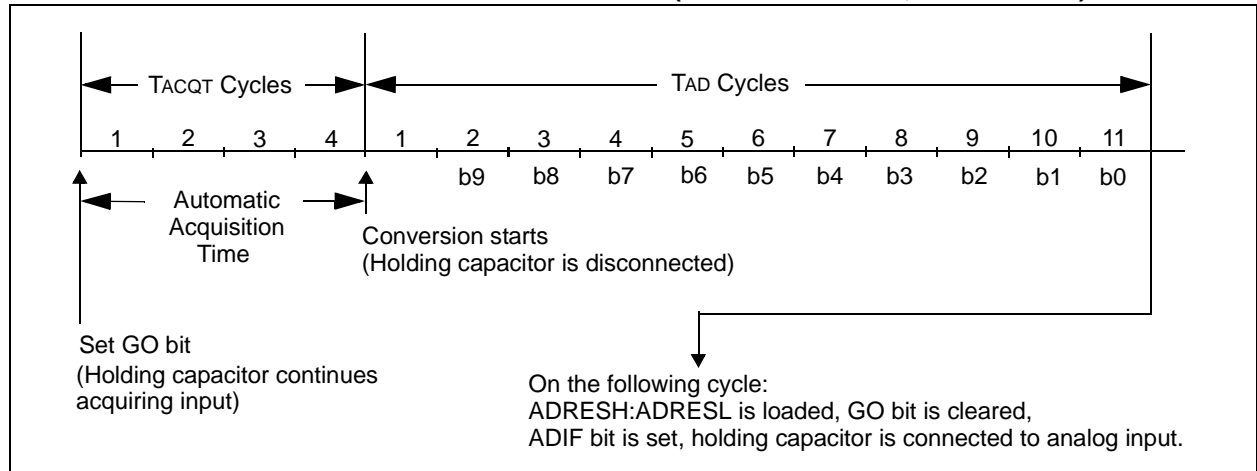 TACQT Cycles
TAD Cycles
1 2 3 4 1 2 3 4 5 6 7 8 9 10 11
b9 b8 b7 b6 b5 b4 b3 b2 b1 b0
Automatic
Acquisition
Time
Conversion starts
(Holding capacitor is disconnected)
Set GO bit
(Holding capacitor continues
acquiring input)
On the following cycle:
ADRESH:ADRESL is loaded, GO bit is cleared,
ADIF bit is set, holding capacitor is connected to analog input.